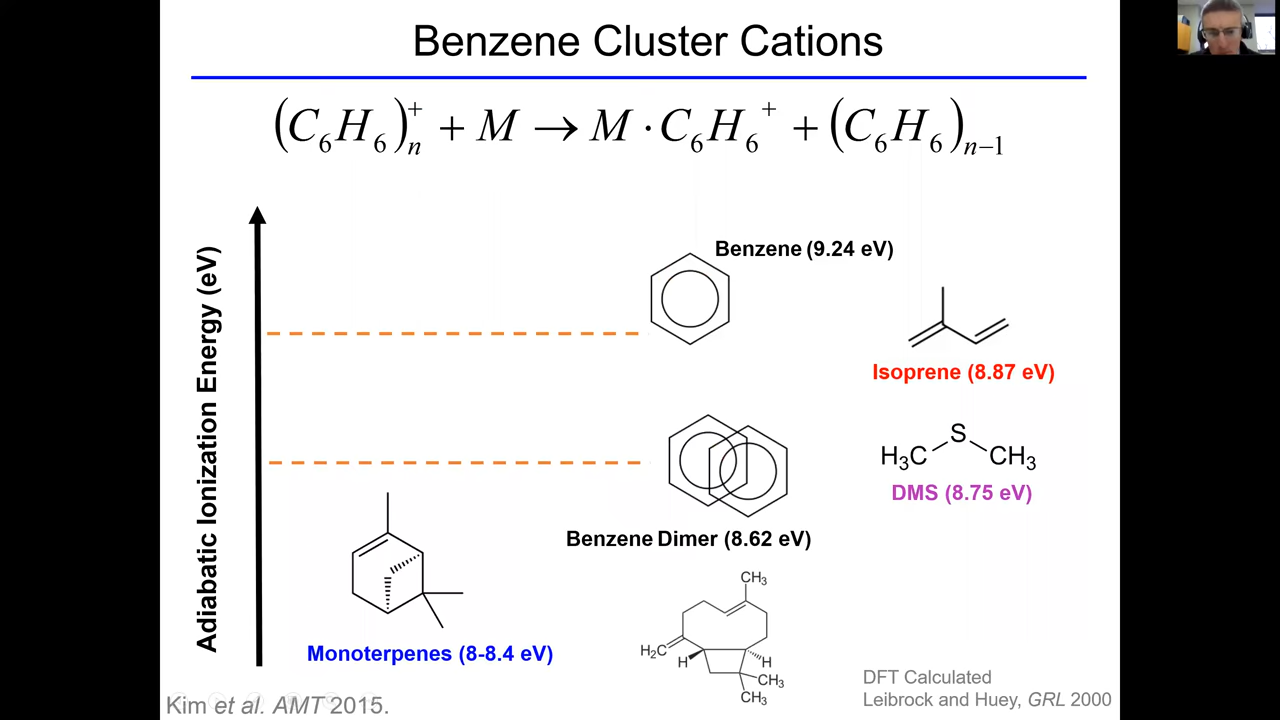 Benzene Cluster Cations
(C₆H₆)ₙ⁺ + M → M · C₆H₆⁺ + (C₆H₆)ₙ₋₁
Adiabatic Ionization Energy (eV)
Benzene (9.24 eV)
Isoprene (8.87 eV)
S
H₃C CH₃
DMS (8.75 eV)
Benzene Dimer (8.62 eV)
Monoterpenes (8-8.4 eV)
CH₃
H₂C
H H
CH₃
CH₃
DFT Calculated
Leibrock and Huey, GRL 2000
Kim et al. AMT 2015.